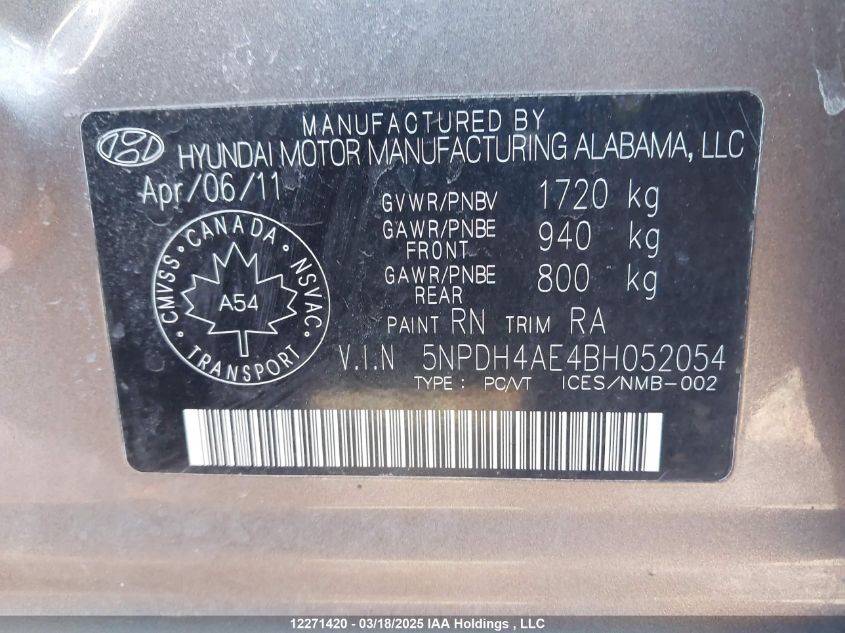 MANUFACTURED BY
HYUNDAI MOTOR MANUFACTURING ALABAMA, LLC
Apr/06/11
GVWR/PNBV 1720 kg
GAWR/PNBE FRONT 940 kg
GAWR/PNBE REAR 800 kg
PAINT RN TRIM RA
V.I.N 5NPDH4AE4BH052054
TYPE : PC/VT ICES/NMB-002
CMVSS • CANADA • NSVAC
A54
TRANSPORT
12271420 - 03/18/2025 IAA Holdings , LLC